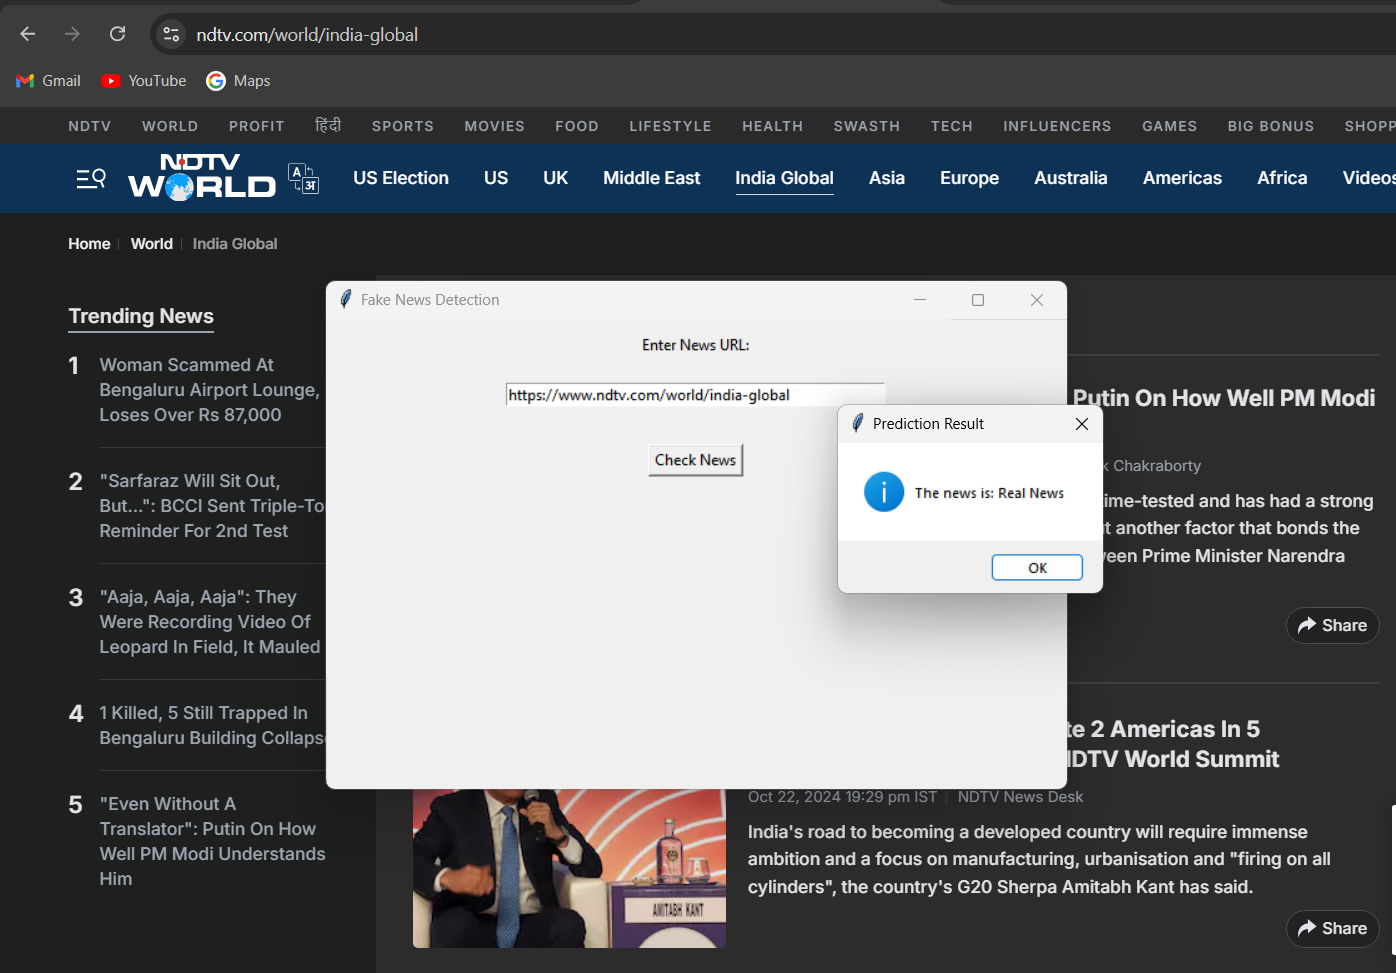 ndtv.com/world/india-global
Gmail YouTube Maps
NDTV WORLD PROFIT हिंदी SPORTS MOVIES FOOD LIFESTYLE HEALTH SWASTH TECH INFLUENCERS GAMES BIG BONUS SHOPP
NDTV
WORLD
A अ
US Election US UK Middle East India Global Asia Europe Australia Americas Africa Videos
Home World India Global
Trending News
1 Woman Scammed At
Bengaluru Airport Lounge,
Loses Over Rs 87,000
2 "Sarfaraz Will Sit Out,
But...": BCCI Sent Triple-To
Reminder For 2nd Test
3 "Aaja, Aaja, Aaja": They
Were Recording Video Of
Leopard In Field, It Mauled
4 1 Killed, 5 Still Trapped In
Bengaluru Building Collaps
5 "Even Without A
Translator": Putin On How
Well PM Modi Understands
Him
Fake News Detection
Enter News URL:
https://www.ndtv.com/world/india-global
Check News
Prediction Result
The news is: Real News
OK
Putin On How Well PM Modi
k Chakraborty
ime-tested and has had a strong
t another factor that bonds the
veen Prime Minister Narendra
Share
te 2 Americas In 5
NDTV World Summit
Oct 22, 2024 19:29 pm IST NDTV News Desk
India's road to becoming a developed country will require immense
ambition and a focus on manufacturing, urbanisation and "firing on all
cylinders", the country's G20 Sherpa Amitabh Kant has said.
AMITABH KANT
Share